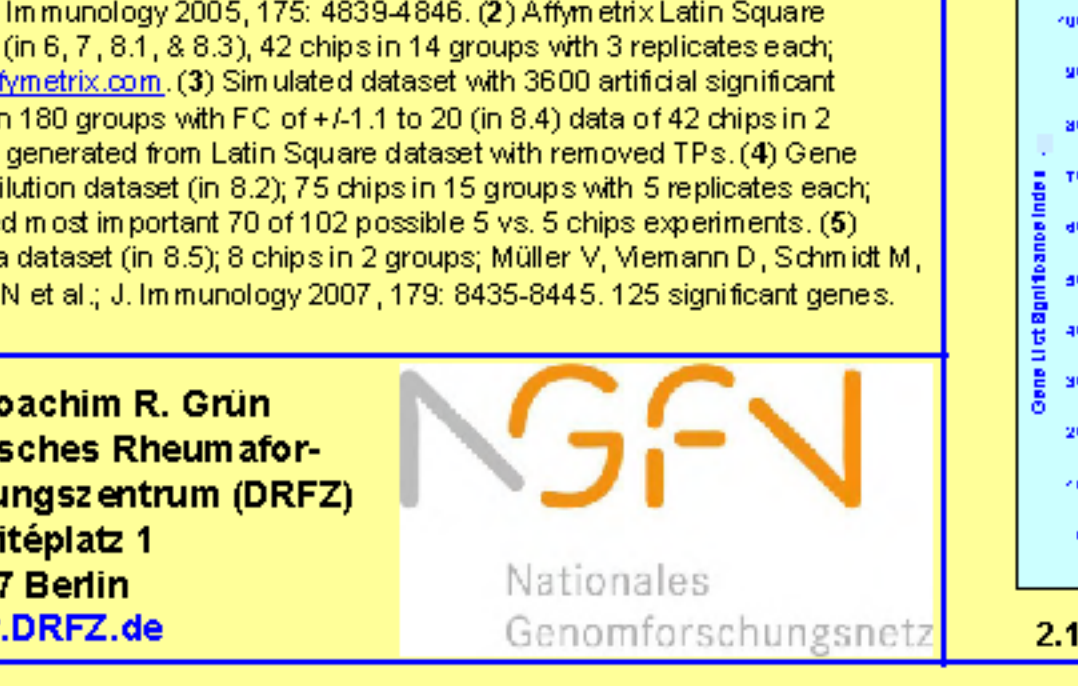 Immunology 2005, 175: 4839-4846. (2) Affymetrix Latin Square
(in 6, 7, 8.1, & 8.3), 42 chips in 14 groups with 3 replicates each;
fymetrix.com. (3) Simulated dataset with 3600 artificial significant
n 180 groups with FC of +/-1.1 to 20 (in 8.4) data of 42 chips in 2
generated from Latin Square dataset with removed TPs. (4) Gene
ilution dataset (in 8.2); 75 chips in 15 groups with 5 replicates each;
d most important 70 of 102 possible 5 vs. 5 chips experiments. (5)
a dataset (in 8.5); 8 chips in 2 groups; Müller V, Viemann D, Schmidt M,
N et al.; J. Immunology 2007, 179: 8435-8445. 125 significant genes.
oachim R. Grün
sches Rheumafor-
ungszentrum (DRFZ)
itéplatz 1
7 Berlin
.DRFZ.de
NGFN
Nationales
Genomforschungsnetz
Gene List Significance Index
2.1